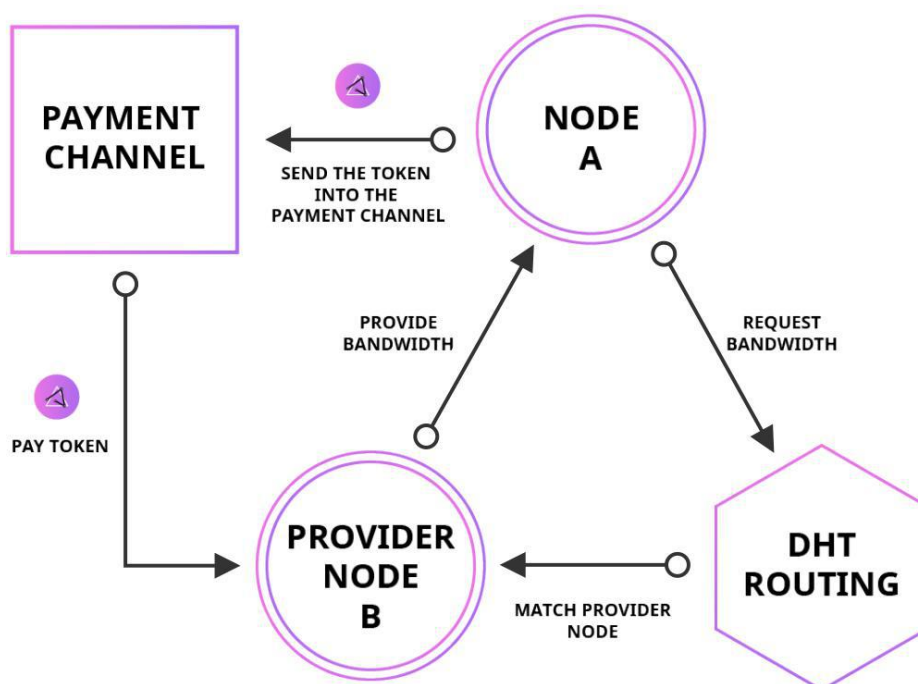 PAYMENT
CHANNEL
NODE
A
SEND THE TOKEN
INTO THE
PAYMENT CHANNEL
PROVIDE
BANDWIDTH
REQUEST
BANDWIDTH
PAY TOKEN
PROVIDER
NODE
B
MATCH PROVIDER
NODE
DHT
ROUTING